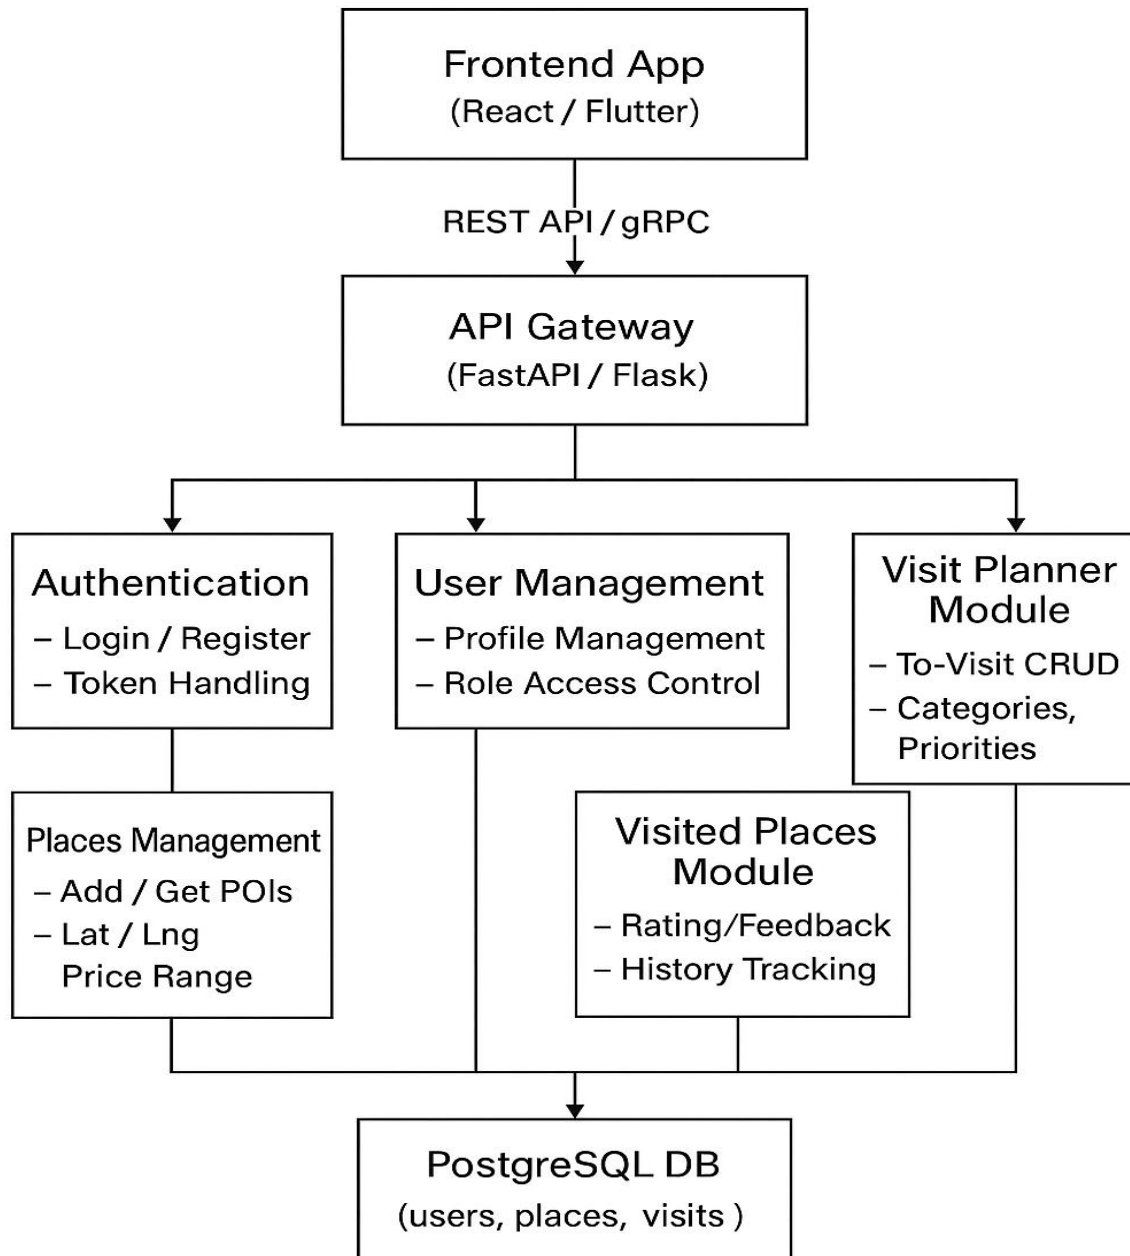 Frontend App
(React / Flutter)
REST API / gRPC
API Gateway
(FastAPI / Flask)
Authentication
– Login / Register
– Token Handling
User Management
– Profile Management
– Role Access Control
Visit Planner
Module
– To-Visit CRUD
– Categories,
Priorities
Places Management
– Add / Get POIs
– Lat / Lng
Price Range
Visited Places
Module
– Rating/Feedback
– History Tracking
PostgreSQL DB
(users, places, visits )